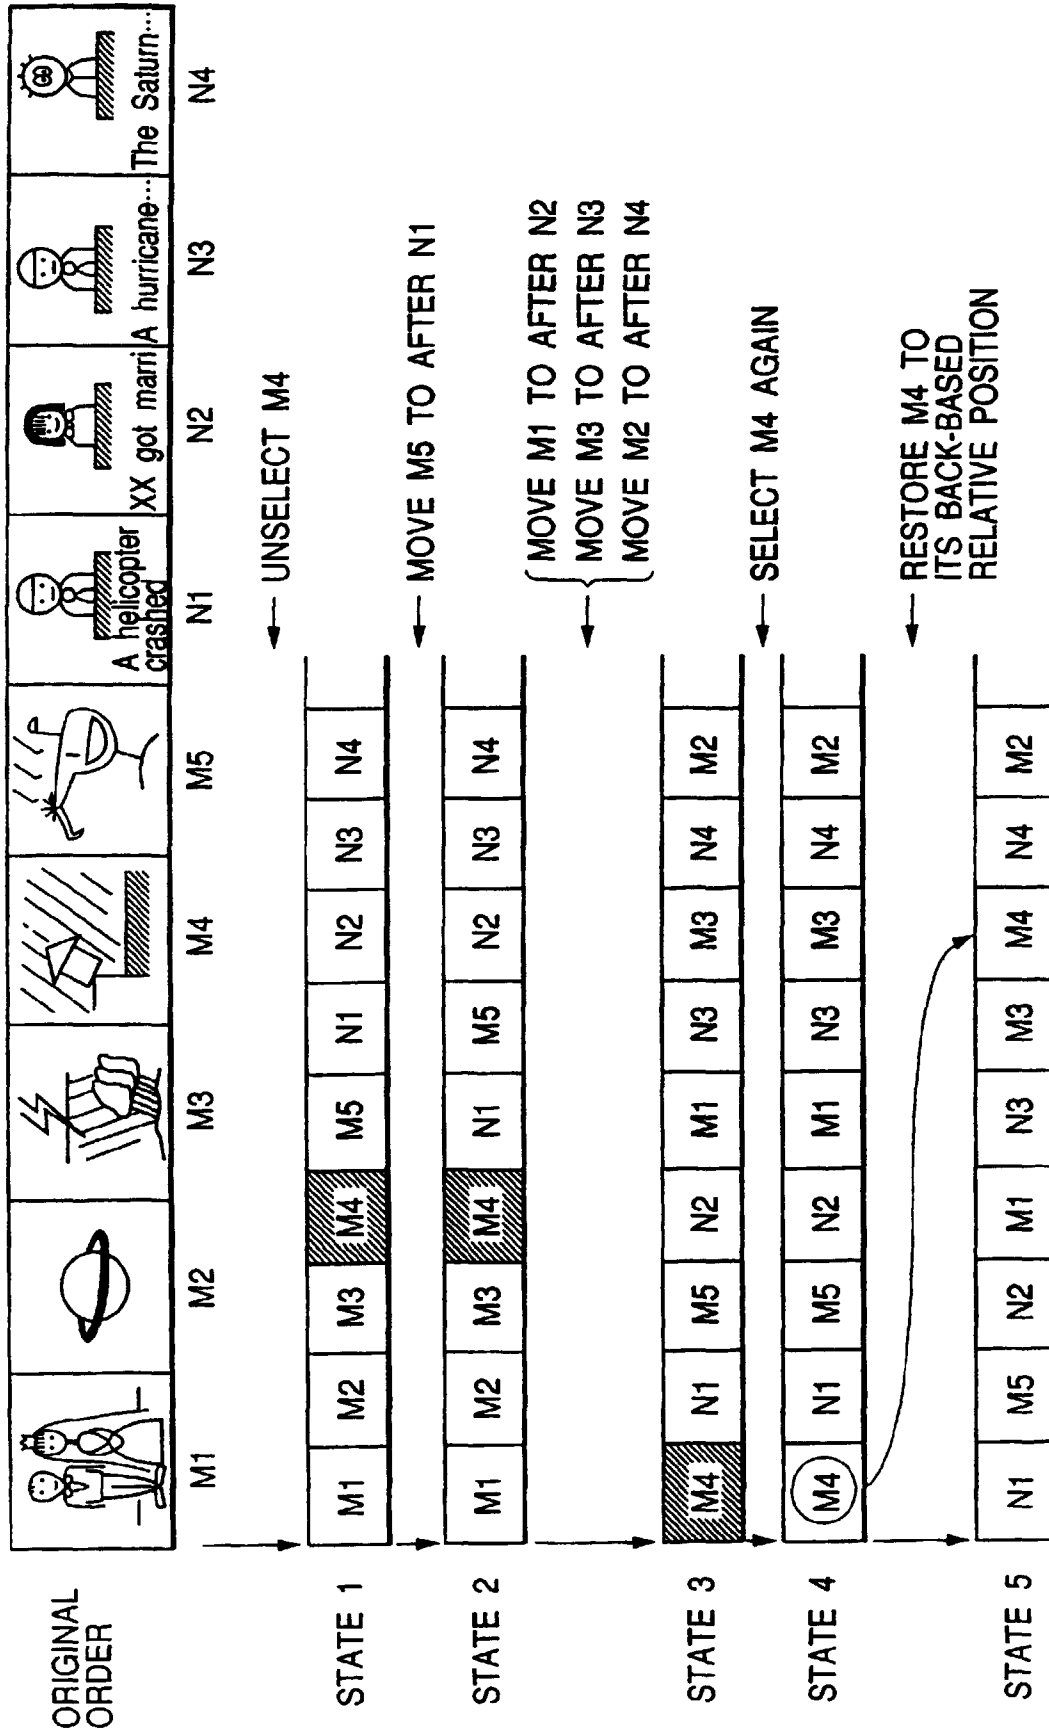 ORIGINAL
ORDER
A helicopter
crashed
XX got marri
A hurricane...
The Saturn...
M1 M2 M3 M4 M5 N1 N2 N3 N4
UNSELECT M4
STATE 1 M1 M2 M3 M4 M5 N1 N2 N3 N4
MOVE M5 TO AFTER N1
STATE 2 M1 M2 M3 M4 N1 M5 N2 N3 N4
MOVE M1 TO AFTER N2
MOVE M3 TO AFTER N3
MOVE M2 TO AFTER N4
STATE 3 M4 N1 M5 N2 M1 N3 M3 N4 M2
SELECT M4 AGAIN
STATE 4 M4 N1 M5 N2 M1 N3 M3 N4 M2
RESTORE M4 TO
ITS BACK-BASED
RELATIVE POSITION
STATE 5 N1 M5 N2 M1 N3 M3 M4 N4 M2